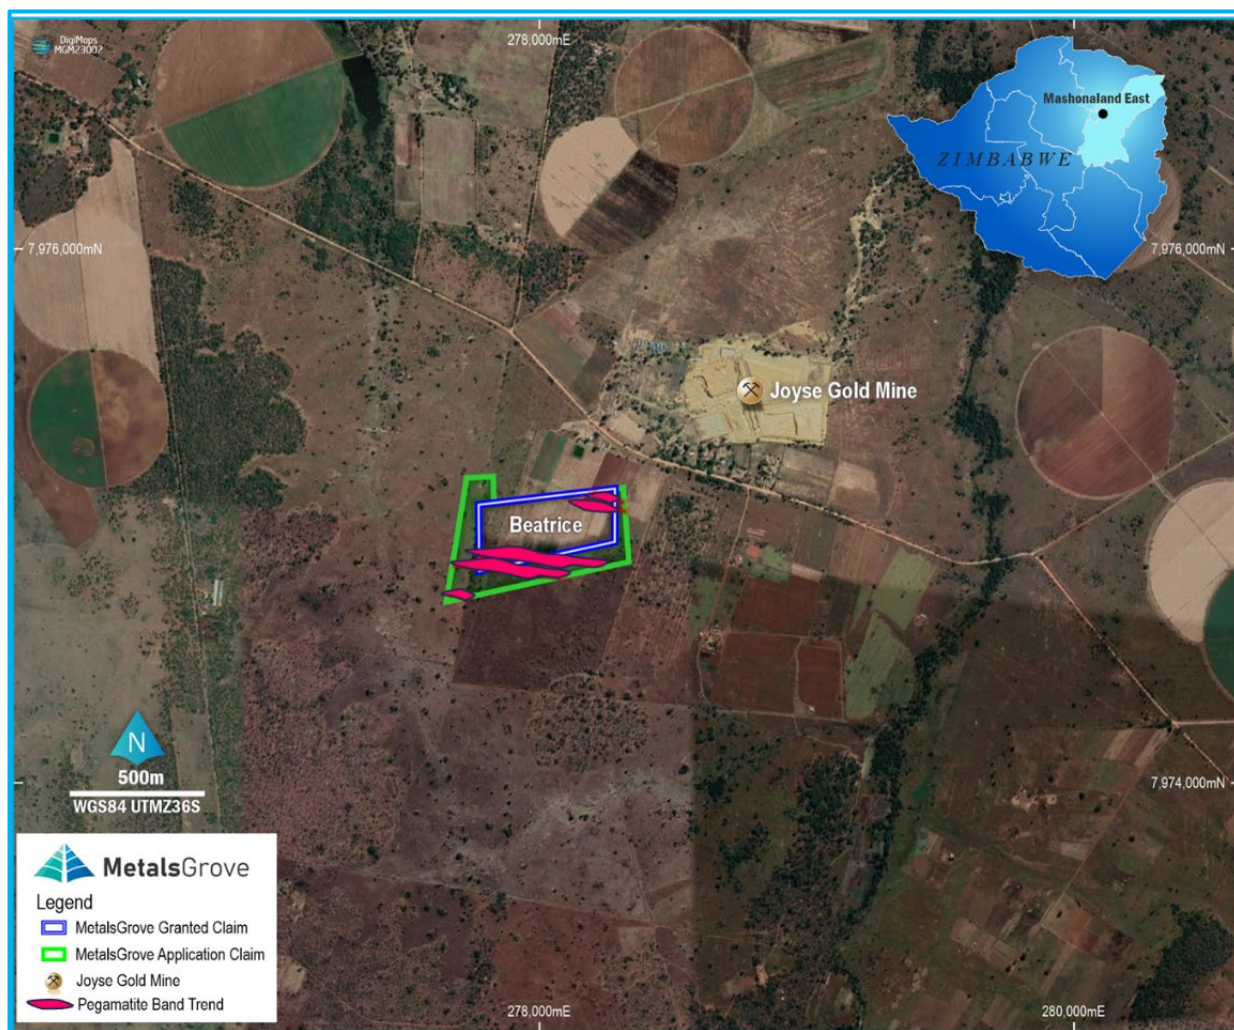 DigiMaps
MGM23002
278,000mE
Mashonaland East
ZIMBABWE
7,976,000mN
7,976,000mN
Joyse Gold Mine
Beatrice
N
500m
WGS84 UTMZ36S
7,974,000mN
MetalsGrove
Legend
MetalsGrove Granted Claim
MetalsGrove Application Claim
Joyse Gold Mine
Pegamatite Band Trend
278,000mE
280,000mE